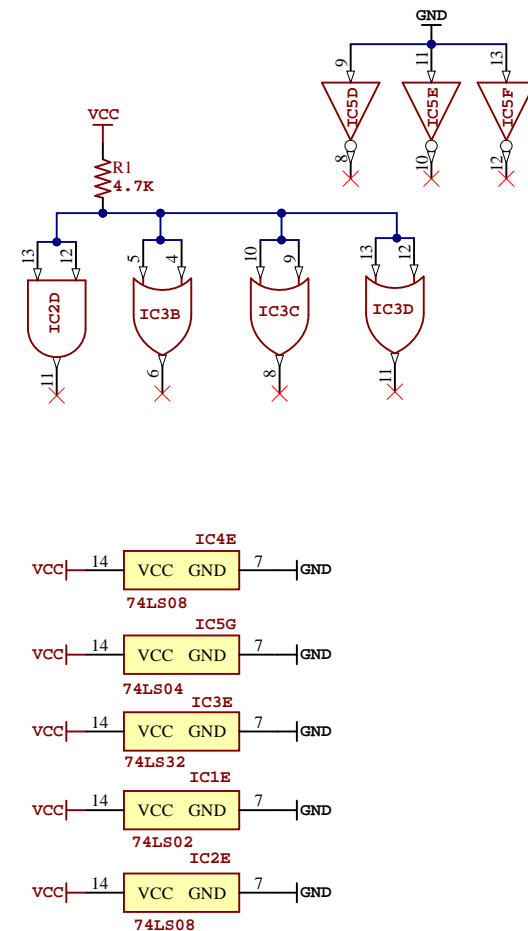 GND
9
11
13
IC5D
IC5E
IC5F
8
10
12
VCC
R1
4.7K
13
12
5
4
10
9
13
12
IC2D
IC3B
IC3C
IC3D
11
6
8
11
IC4E
VCC 14 VCC GND 7 GND
74LS08
IC5G
VCC 14 VCC GND 7 GND
74LS04
IC3E
VCC 14 VCC GND 7 GND
74LS32
IC1E
VCC 14 VCC GND 7 GND
74LS02
IC2E
VCC 14 VCC GND 7 GND
74LS08